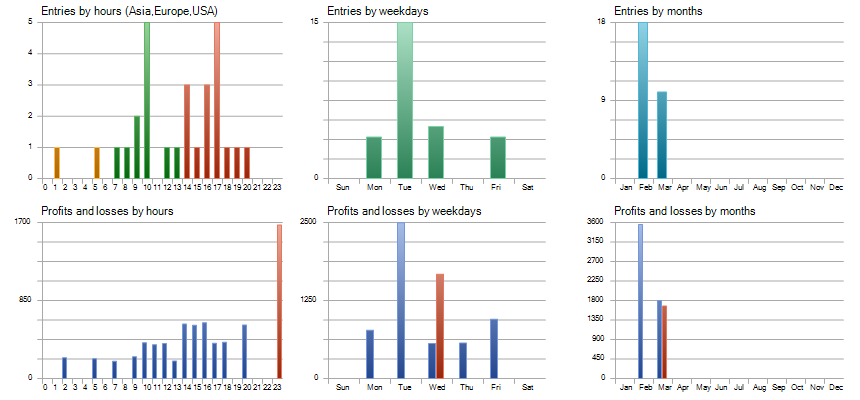 Entries by hours (Asia,Europe,USA)
5
4
3
2
1
0
0 1 2 3 4 5 6 7 8 9 10 11 12 13 14 15 16 17 18 19 20 21 22 23
Entries by weekdays
15
0
Sun Mon Tue Wed Thu Fri Sat
Entries by months
18
9
0
Jan Feb Mar Apr May Jun Jul Aug Sep Oct Nov Dec
Profits and losses by hours
1700
850
0
0 1 2 3 4 5 6 7 8 9 10 11 12 13 14 15 16 17 18 19 20 21 22 23
Profits and losses by weekdays
2500
1250
0
Sun Mon Tue Wed Thu Fri Sat
Profits and losses by months
3600
3150
2700
2250
1800
1350
900
450
0
Jan Feb Mar Apr May Jun Jul Aug Sep Oct Nov Dec